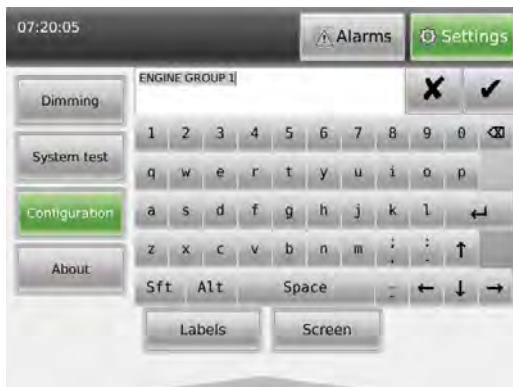 07:20:05
Alarms
Settings
Dimming
ENGINE GROUP 1
1 2 3 4 5 6 7 8 9 0
System test
q w e r t y u i o p
Configuration
a s d f g h j k l
z x c v b n m ; :
, .
About
Sft Alt Space _
-
Labels Screen